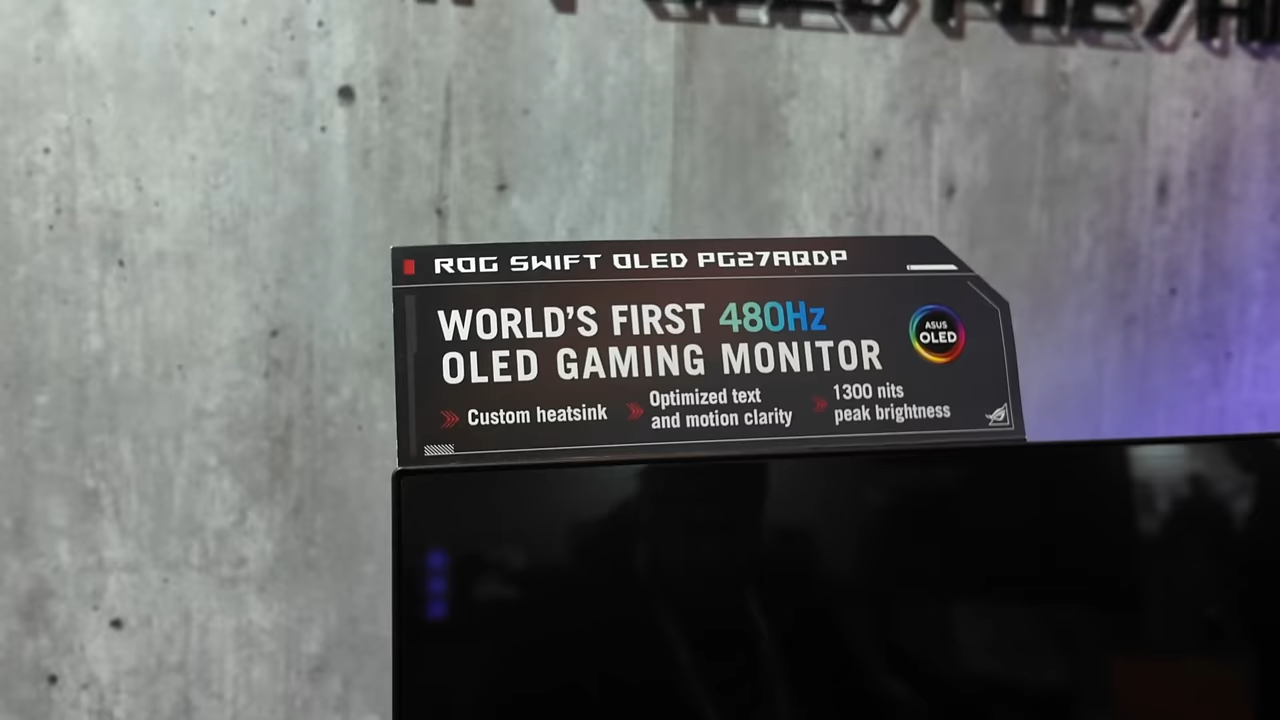 ROG SWIFT OLED PG27AQDP
WORLD'S FIRST 480Hz
OLED GAMING MONITOR
ASUS
OLED
Custom heatsink
Optimized text
and motion clarity
1300 nits
peak brightness